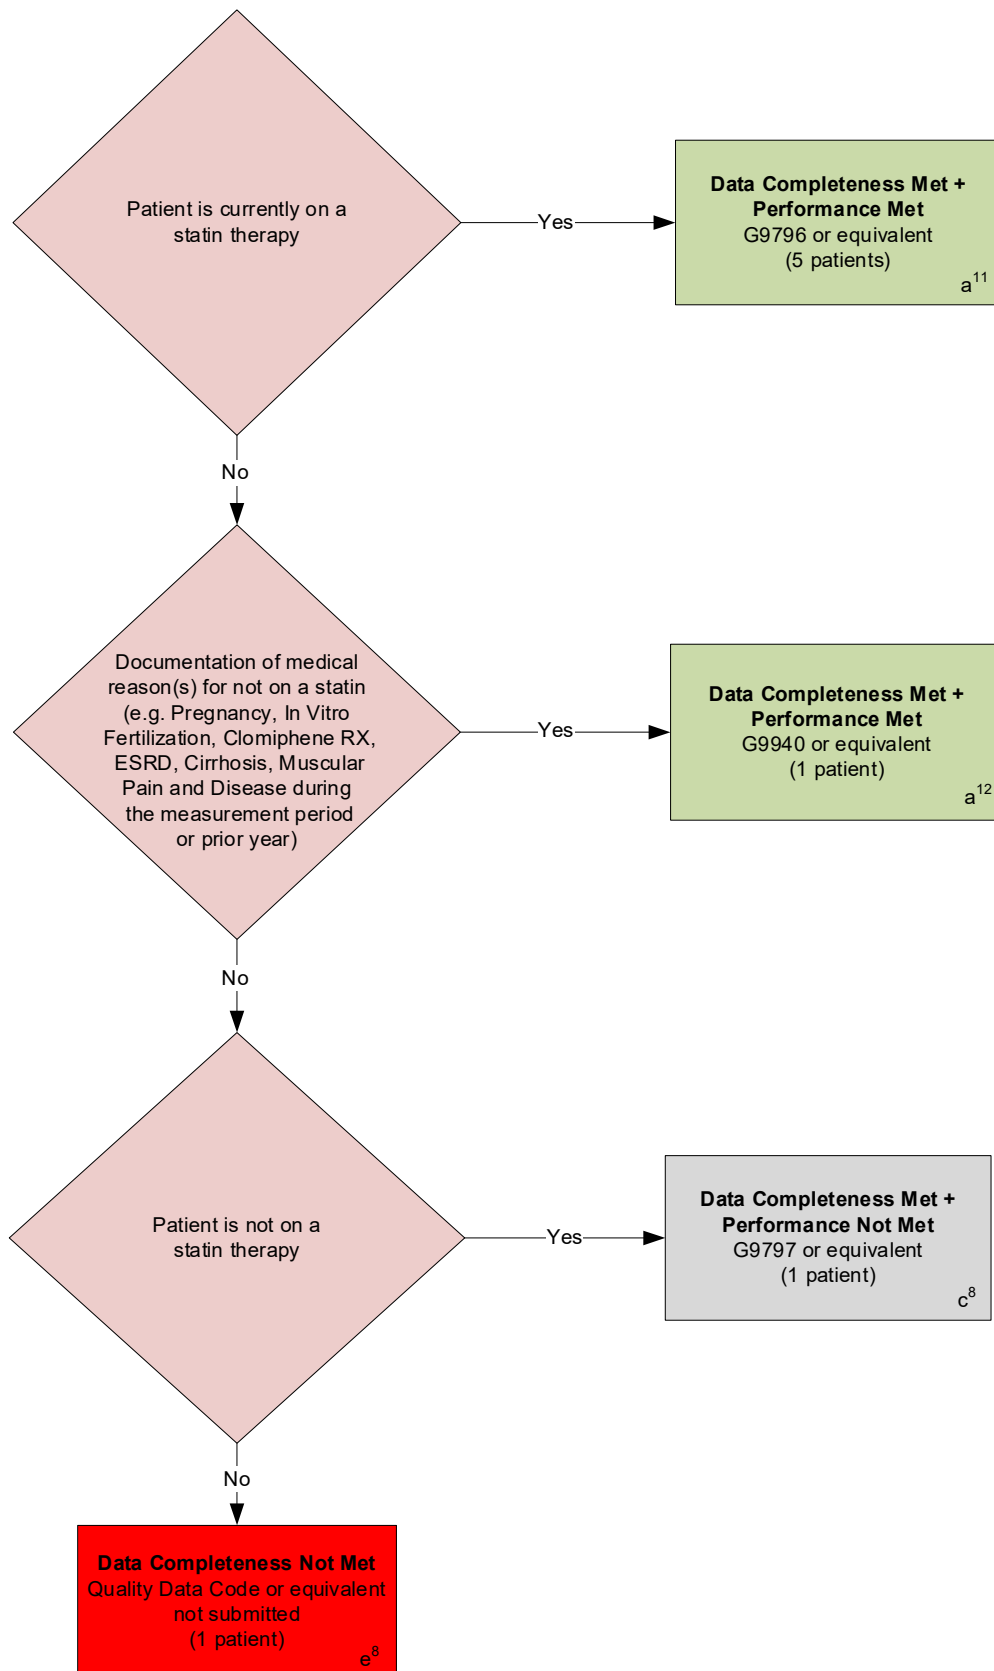 Patient is currently on a
statin therapy
Yes
Data Completeness Met +
Performance Met
G9796 or equivalent
(5 patients)
a¹¹
No
Documentation of medical
reason(s) for not on a statin
(e.g. Pregnancy, In Vitro
Fertilization, Clomiphene RX,
ESRD, Cirrhosis, Muscular
Pain and Disease during
the measurement period
or prior year)
Yes
Data Completeness Met +
Performance Met
G9940 or equivalent
(1 patient)
a¹²
No
Patient is not on a
statin therapy
Yes
Data Completeness Met +
Performance Not Met
G9797 or equivalent
(1 patient)
c⁸
No
Data Completeness Not Met
Quality Data Code or equivalent
not submitted
(1 patient)
e⁸